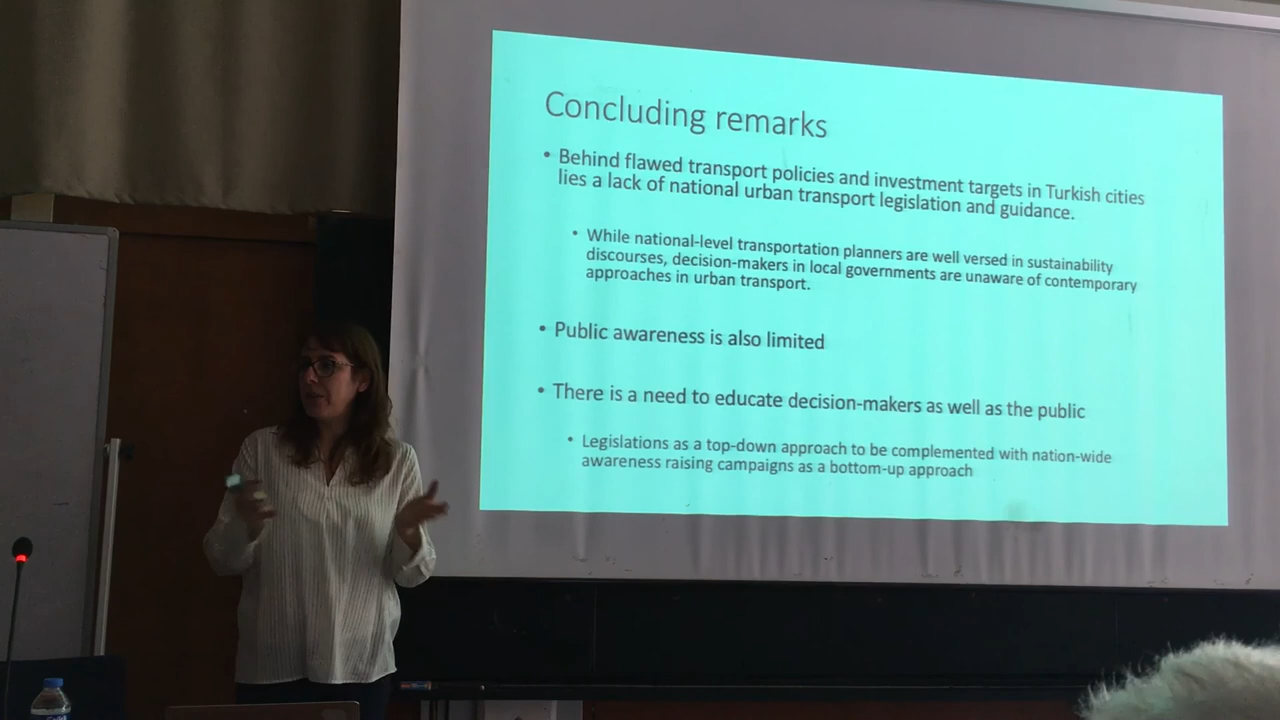 Concluding remarks
• Behind flawed transport policies and investment targets in Turkish cities
lies a lack of national urban transport legislation and guidance.
• While national-level transportation planners are well versed in sustainability
discourses, decision-makers in local governments are unaware of contemporary
approaches in urban transport.
• Public awareness is also limited
• There is a need to educate decision-makers as well as the public
• Legislations as a top-down approach to be complemented with nation-wide
awareness raising campaigns as a bottom-up approach